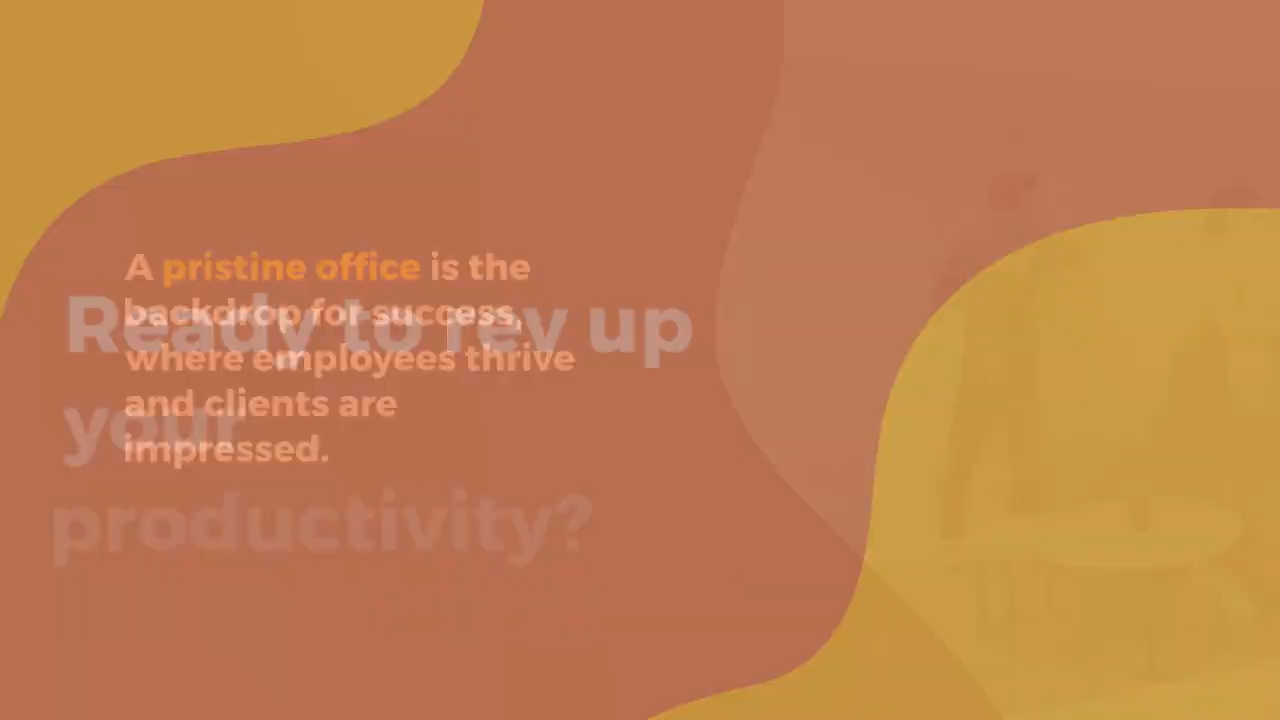 A pristine office is the
backdrop for success,
where employees thrive
and clients are
impressed.
Ready to rev up
your
productivity?